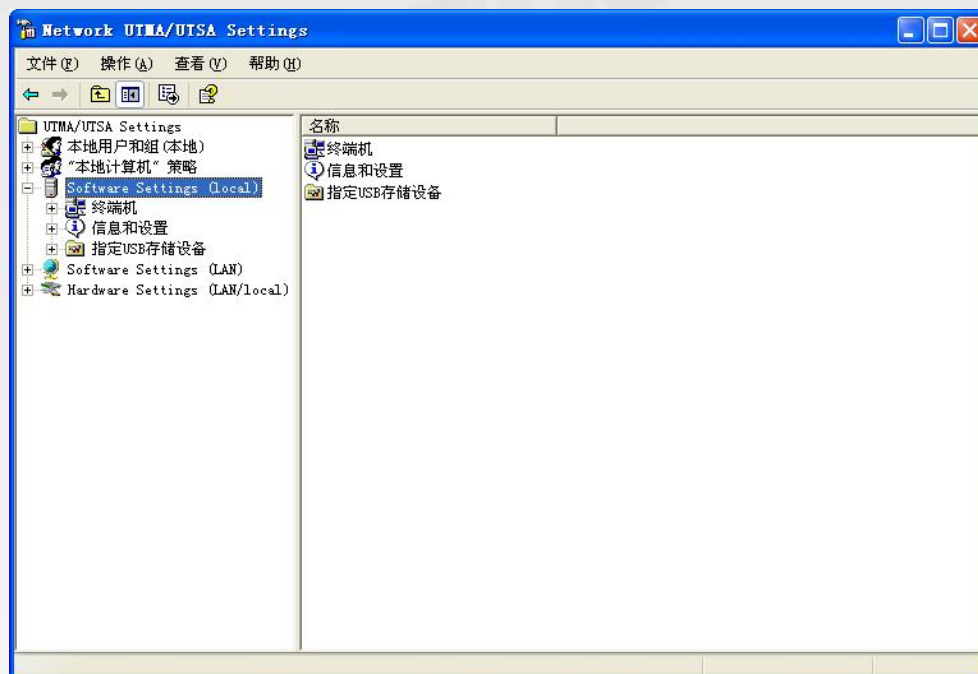 Network UTMA/UTSA Settings
文件(F) 操作(A) 查看(V) 帮助(H)
UTMA/UTSA Settings
本地用户和组(本地)
“本地计算机” 策略
Software Settings (local)
终端机
信息和设置
指定USB存储设备
Software Settings (LAN)
Hardware Settings (LAN/local)
名称
终端机
信息和设置
指定USB存储设备